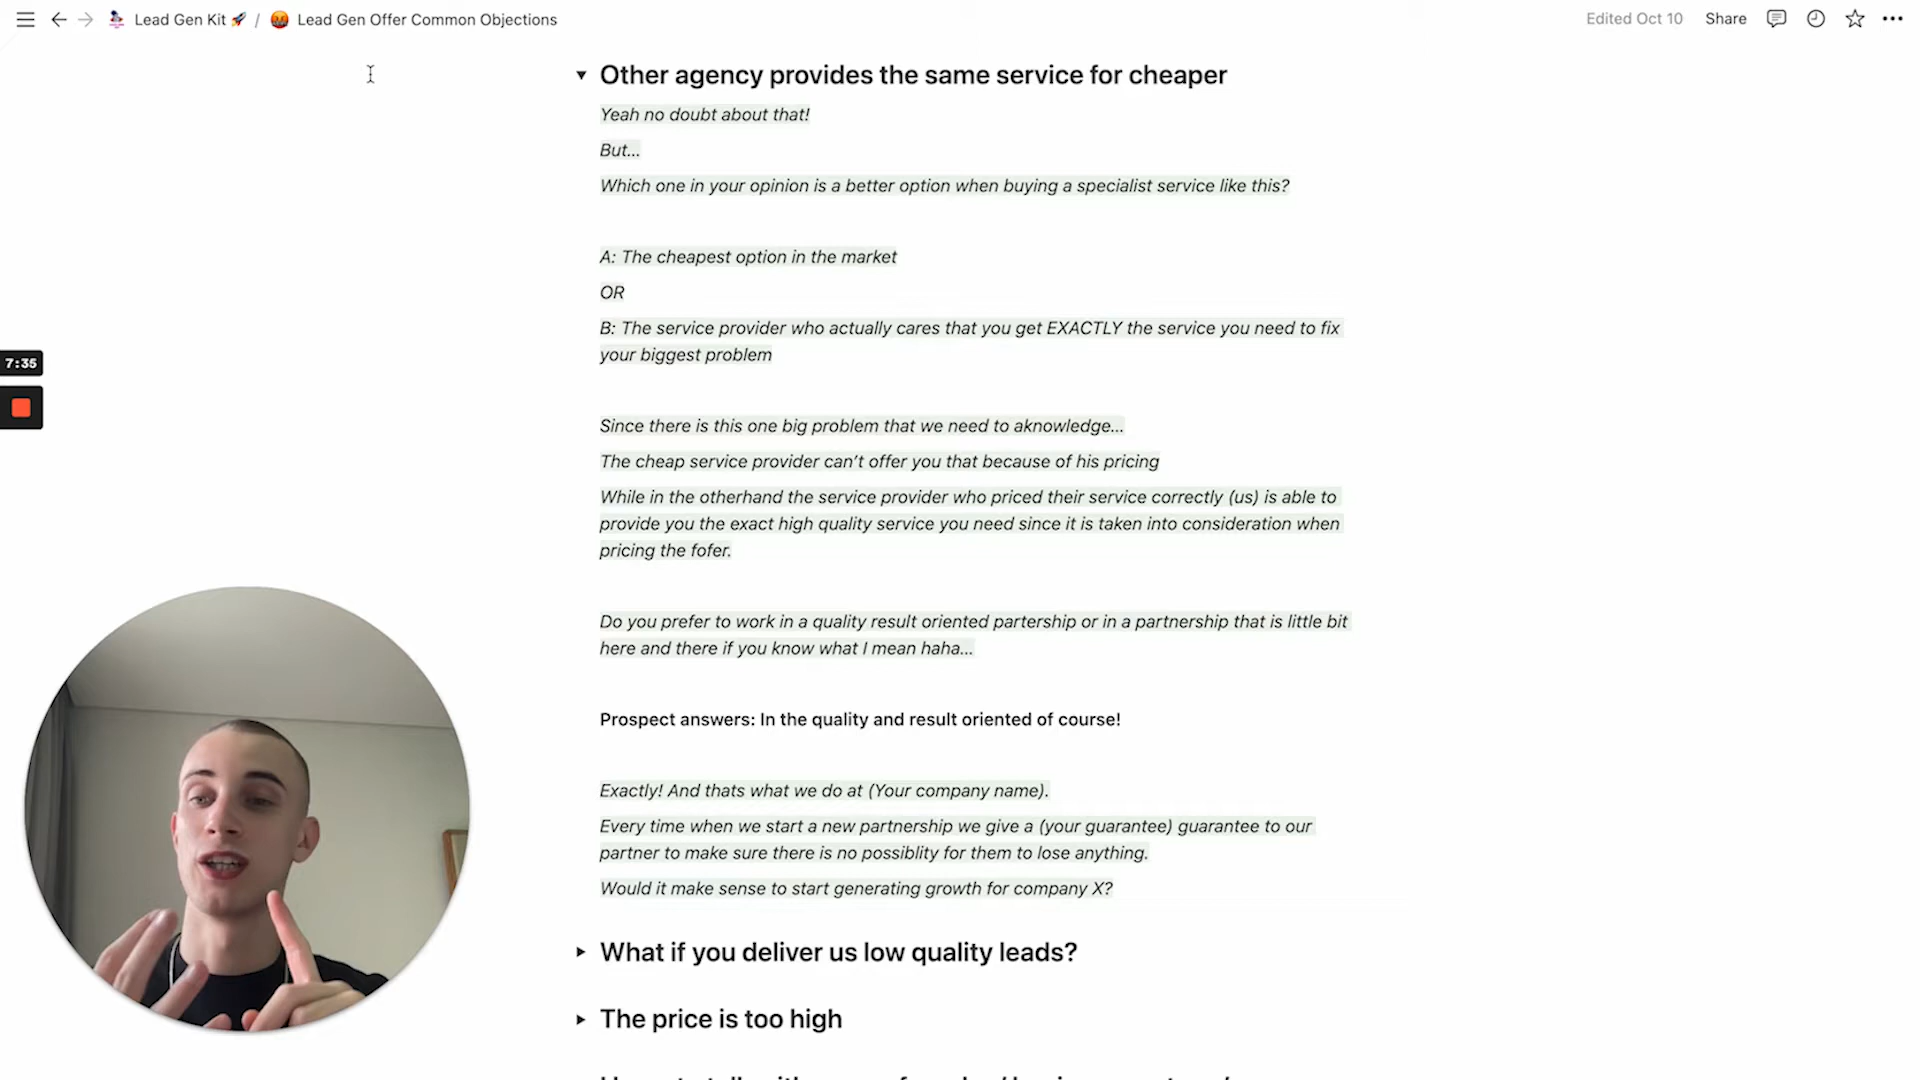 Lead Gen Kit 🚀 / 🤬 Lead Gen Offer Common Objections
Edited Oct 10 Share
Other agency provides the same service for cheaper
Yeah no doubt about that!
But...
Which one in your opinion is a better option when buying a specialist service like this?
A: The cheapest option in the market
OR
B: The service provider who actually cares that you get EXACTLY the service you need to fix
your biggest problem
7:35
Since there is this one big problem that we need to aknowledge...
The cheap service provider can't offer you that because of his pricing
While in the otherhand the service provider who priced their service correctly (us) is able to
provide you the exact high quality service you need since it is taken into consideration when
pricing the fofer.
Do you prefer to work in a quality result oriented partership or in a partnership that is little bit
here and there if you know what I mean haha...
Prospect answers: In the quality and result oriented of course!
Exactly! And thats what we do at (Your company name).
Every time when we start a new partnership we give a (your guarantee) guarantee to our
partner to make sure there is no possiblity for them to lose anything.
Would it make sense to start generating growth for company X?
What if you deliver us low quality leads?
The price is too high